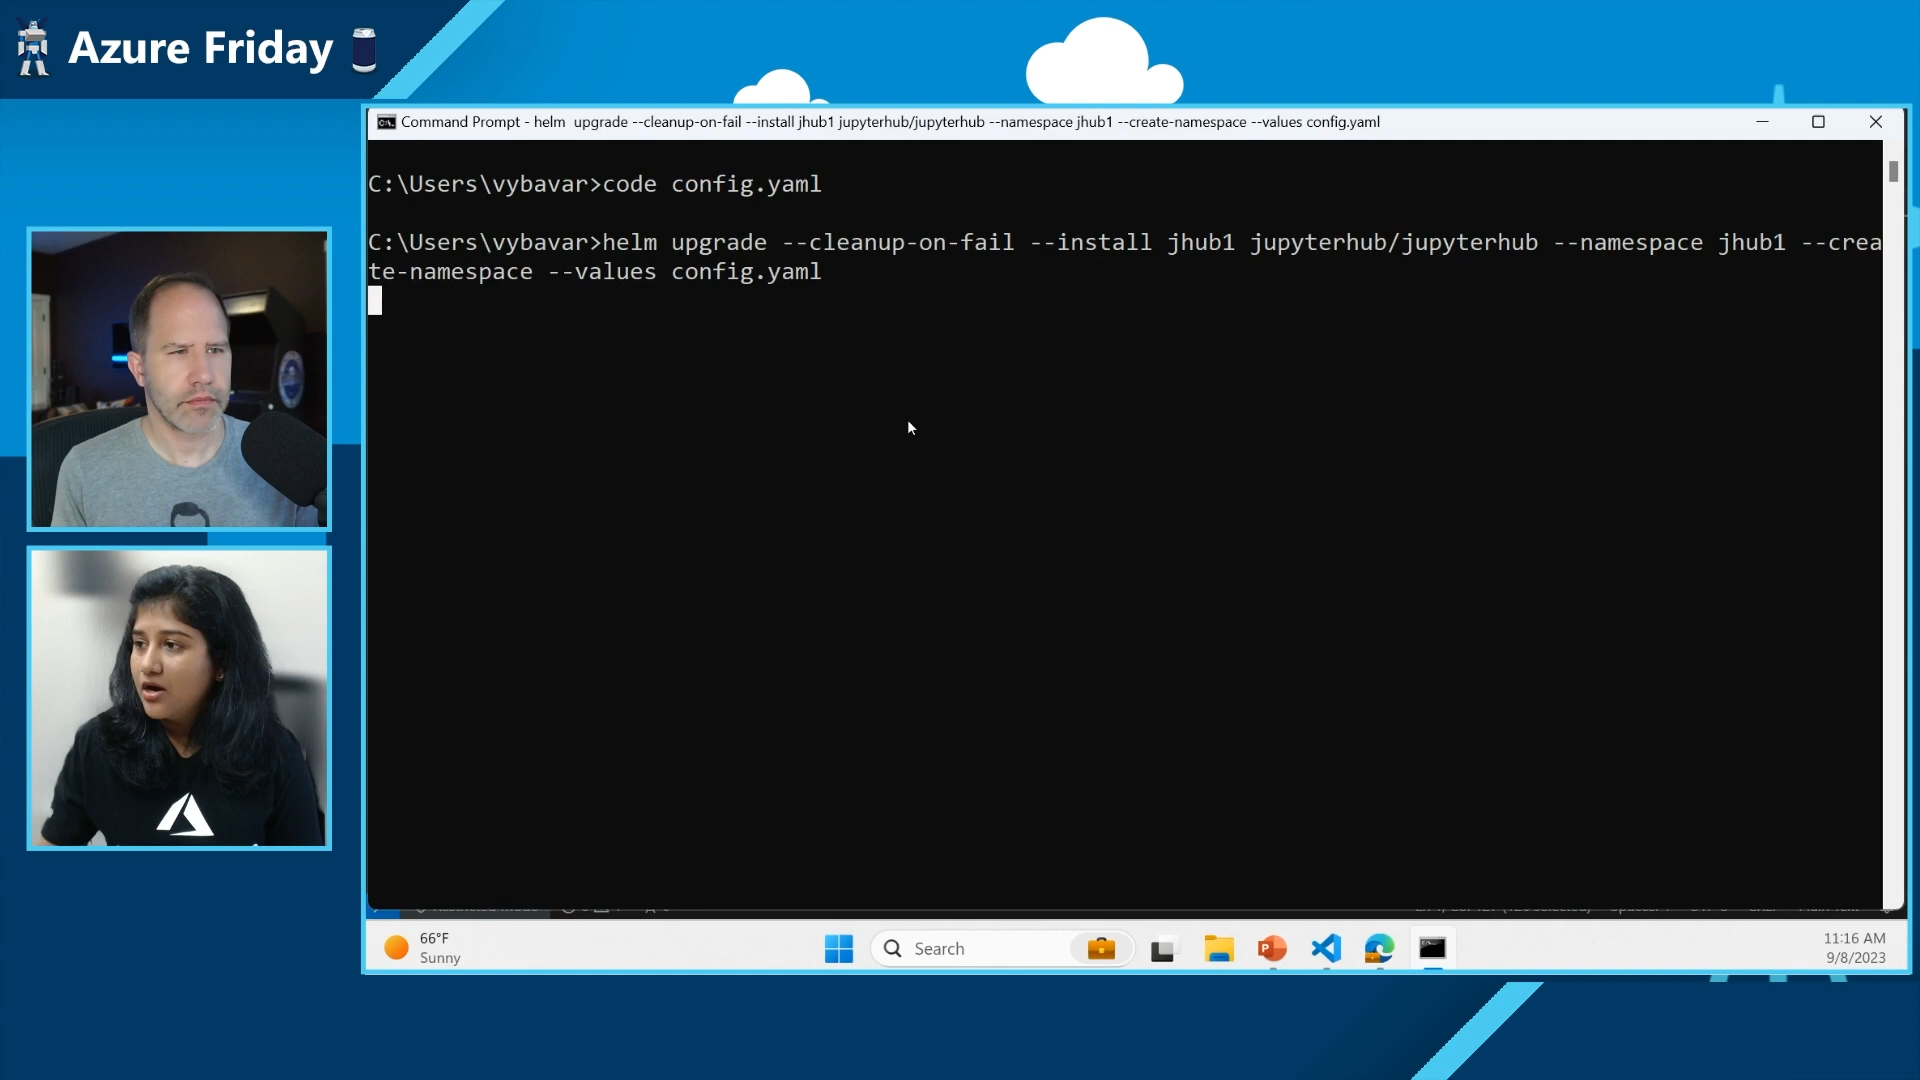 Azure Friday
Command Prompt - helm  upgrade --cleanup-on-fail --install jhub1 jupyterhub/jupyterhub --namespace jhub1 --create-namespace --values config.yaml
C:\Users\vybavar>code config.yaml
C:\Users\vybavar>helm upgrade --cleanup-on-fail --install jhub1 jupyterhub/jupyterhub --namespace jhub1 --crea
te-namespace --values config.yaml
66°F
Sunny
Search
11:16 AM
9/8/2023